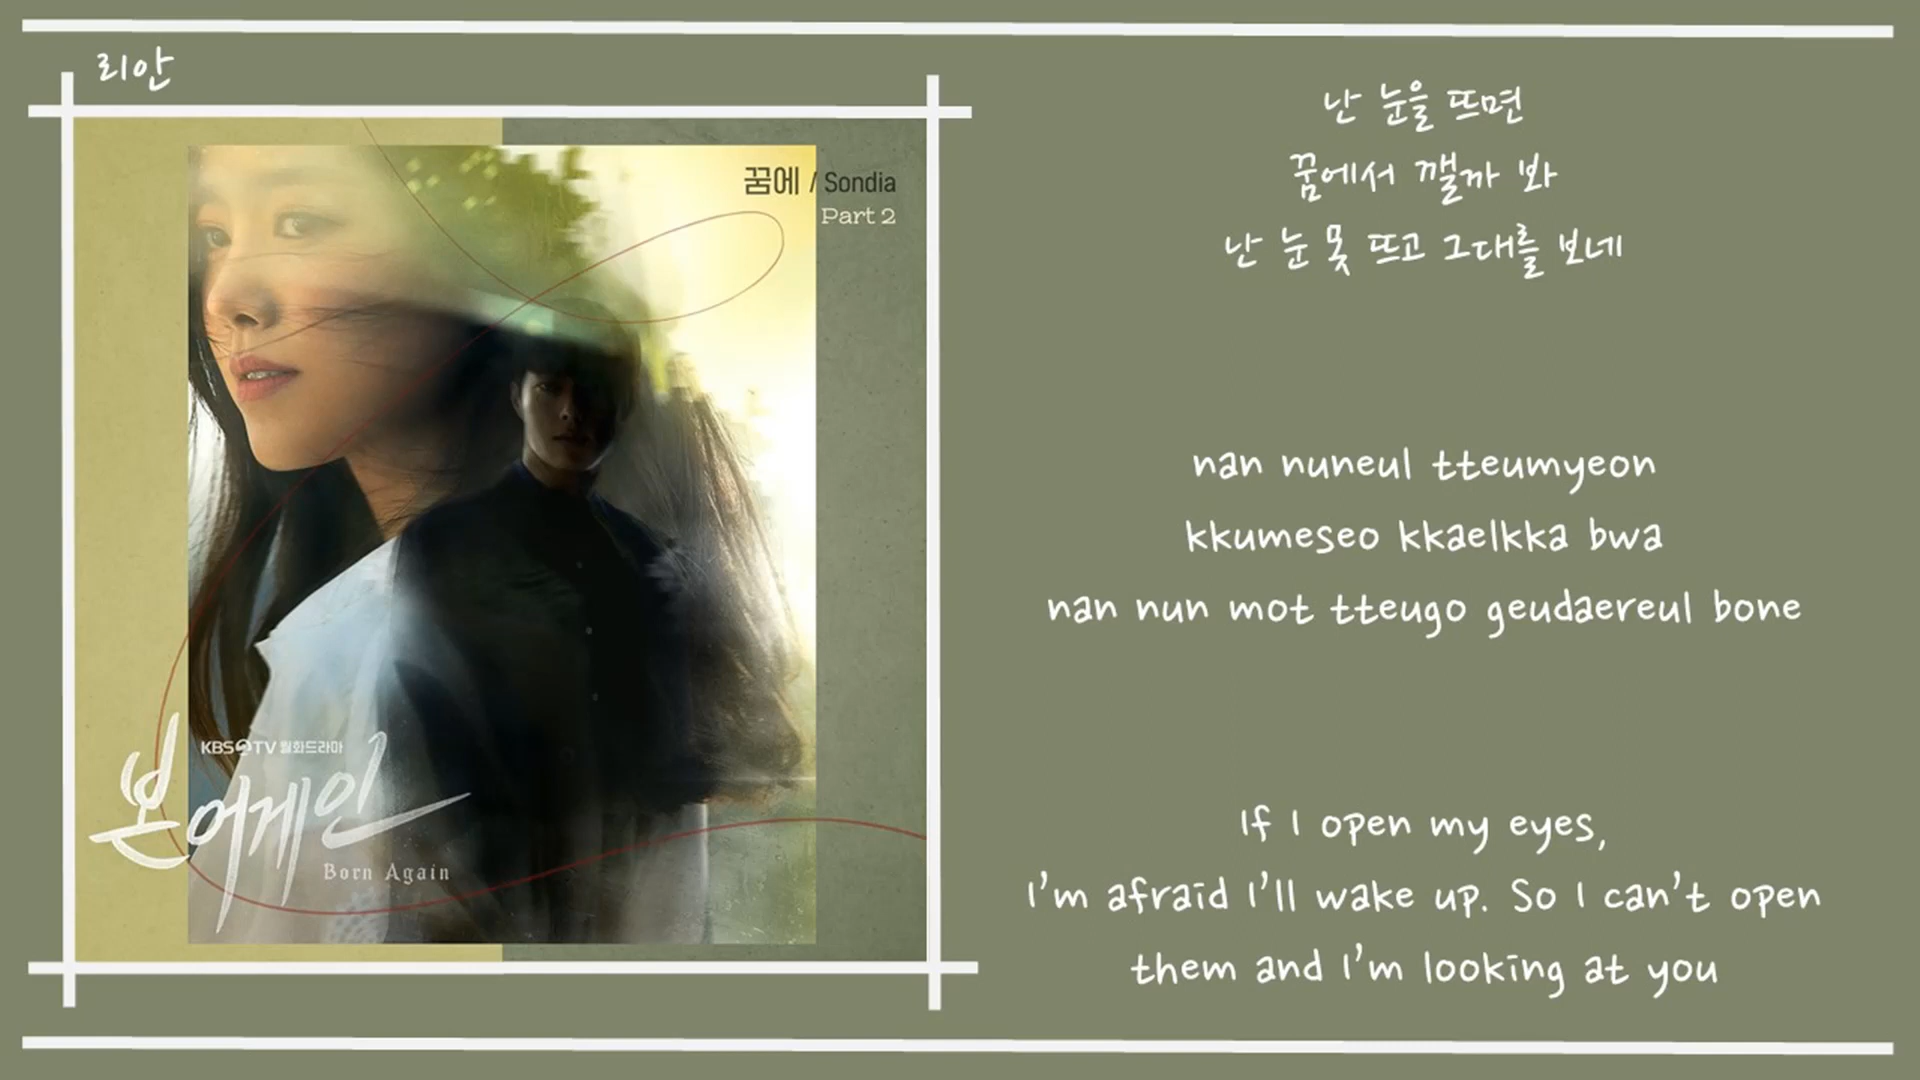 리안
꿈에 / Sondia
Part 2
KBS2TV 월화드라마
본 어게인
Born Again
난 눈을 뜨면
꿈에서 깰까 봐
난 눈 못 뜨고 그대를 보네
nan nuneul tteumyeon
kkumeseo kkaelkka bwa
nan nun mot tteugo geudaereul bone
If I open my eyes,
I'm afraid I'll wake up. So I can't open
them and I'm looking at you